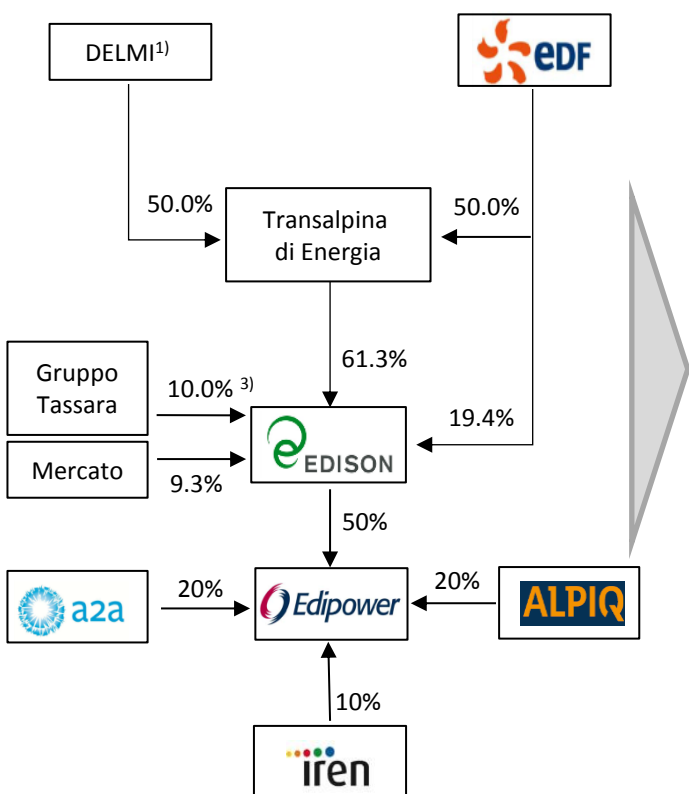 DELMI1)
eDF
50.0%
Transalpina
di Energia
50.0%
61.3%
Gruppo
Tassara
10.0% 3)
19.4%
EDISON
Mercato
9.3%
50%
a2a
20%
Edipower
20%
ALPIQ
10%
iren